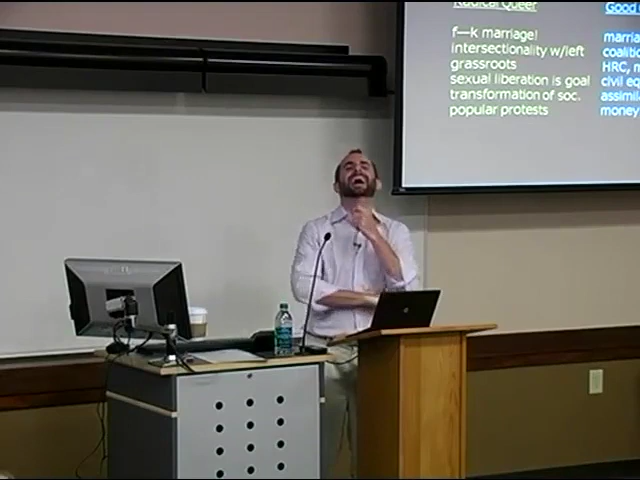 Radical Queer
f—k marriage!
intersectionality w/left
grassroots
sexual liberation is goal
transformation of soc.
popular protests
Good
marria
coalitio
HRC, n
civil eq
assimila
money